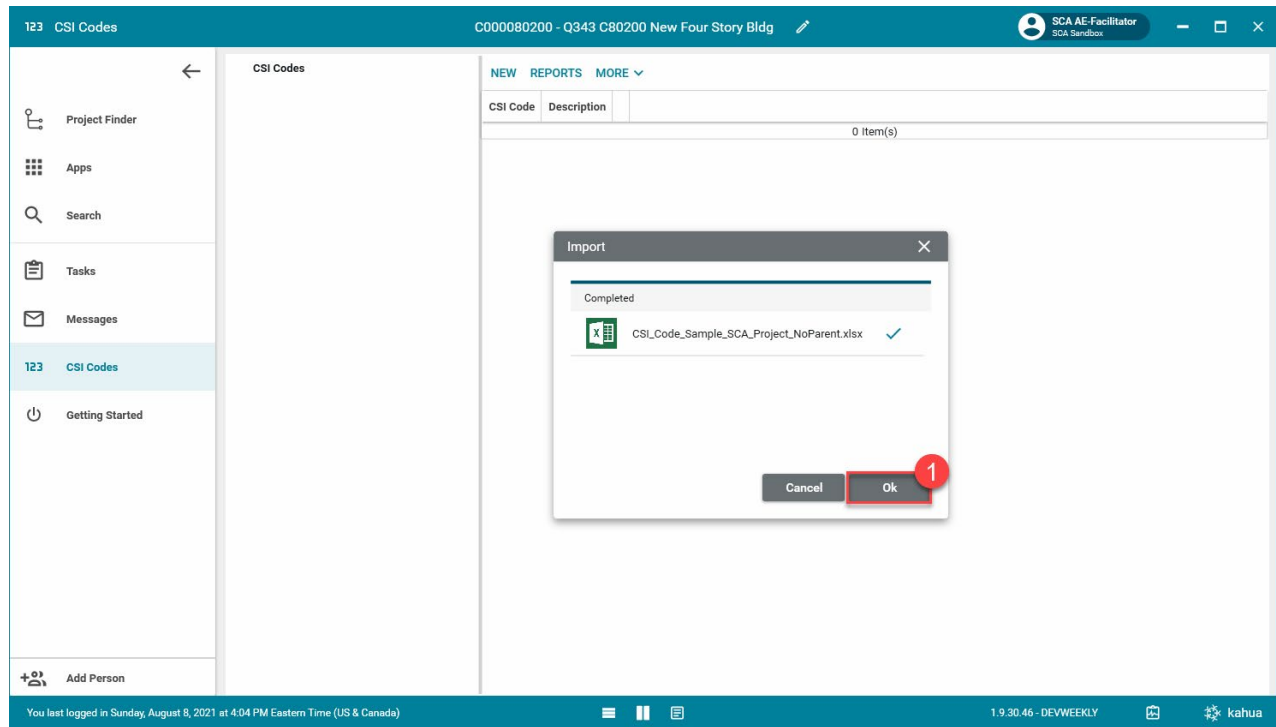 123 CSI Codes
C000080200 - Q343 C80200 New Four Story Bldg
SCA AE-Facilitator
SCA Sandbox
Project Finder
Apps
Search
Tasks
Messages
123 CSI Codes
Getting Started
Add Person
CSI Codes
NEW REPORTS MORE
CSI Code Description
0 Item(s)
Import
Completed
CSI_Code_Sample_SCA_Project_NoParent.xlsx
Cancel Ok
1
You last logged in Sunday, August 8, 2021 at 4:04 PM Eastern Time (US & Canada)
1.9.30.46 - DEVWEEKLY
kahua